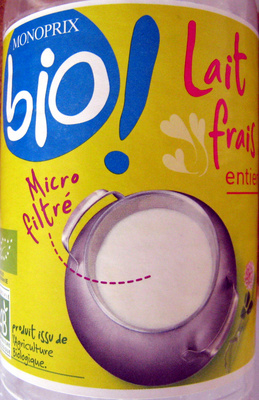 MONOPRIX
bio!
Lait
frais
entier
Micro
filtré
produit issu de
l'Agriculture
biologique.